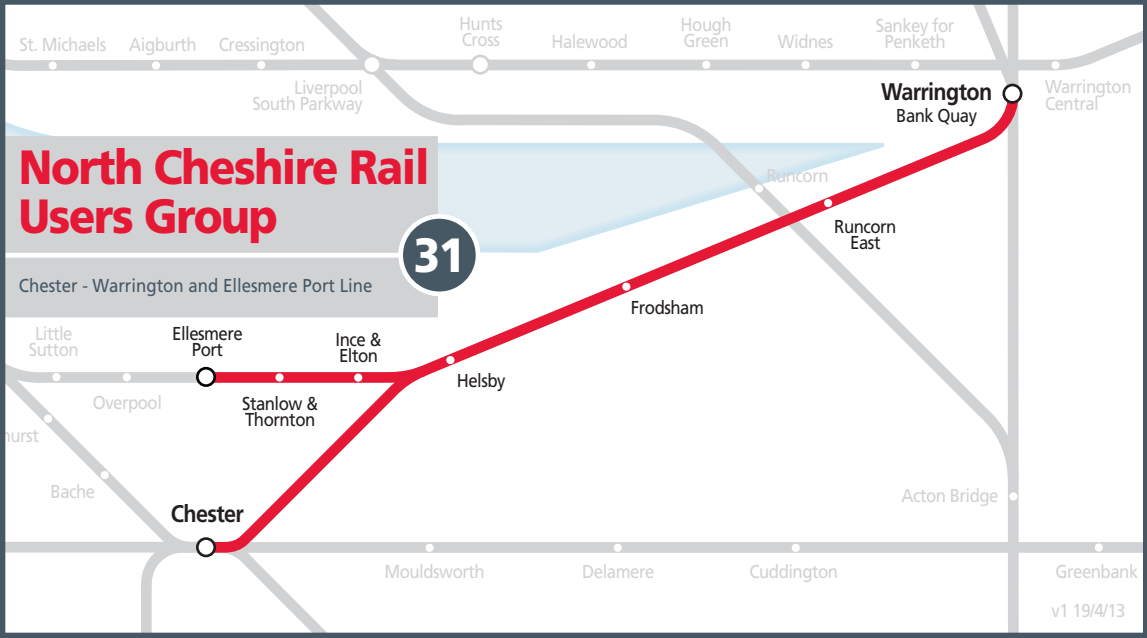 St. Michaels
Aigburth
Cressington
Hunts
Cross
Halewood
Hough
Green
Widnes
Sankey for
Penketh
Liverpool
South Parkway
Warrington
Bank Quay
Warrington
Central
North Cheshire Rail
Users Group
31
Chester - Warrington and Ellesmere Port Line
Runcorn
Runcorn
East
Frodsham
Little
Sutton
Ellesmere
Port
Ince &
Elton
Helsby
Overpool
Stanlow &
Thornton
hurst
Bache
Chester
Acton Bridge
Mouldsworth
Delamere
Cuddington
Greenbank
v1 19/4/13